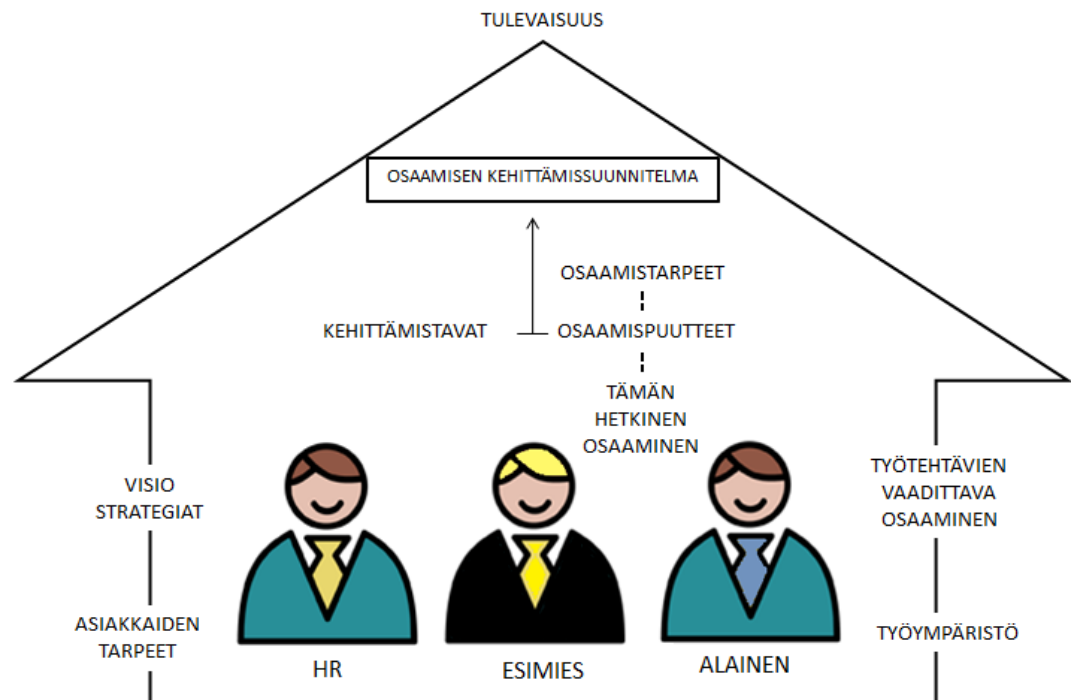 TULEVAISUUS
OSAAMISEN KEHITTÄMISSUUNNITELMA
OSAAMISTARPEET
KEHITTÄMISTAVAT
OSAAMISPUUTTEET
TÄMÄN
HETKINEN
OSAAMINEN
VISIO
STRATEGIAT
TYÖTEHTÄVIEN
VAADITTAVA
OSAAMINEN
ASIAKKAIDEN
TARPEET
TYÖYMPÄRISTÖ
HR
ESIMIES
ALAINEN